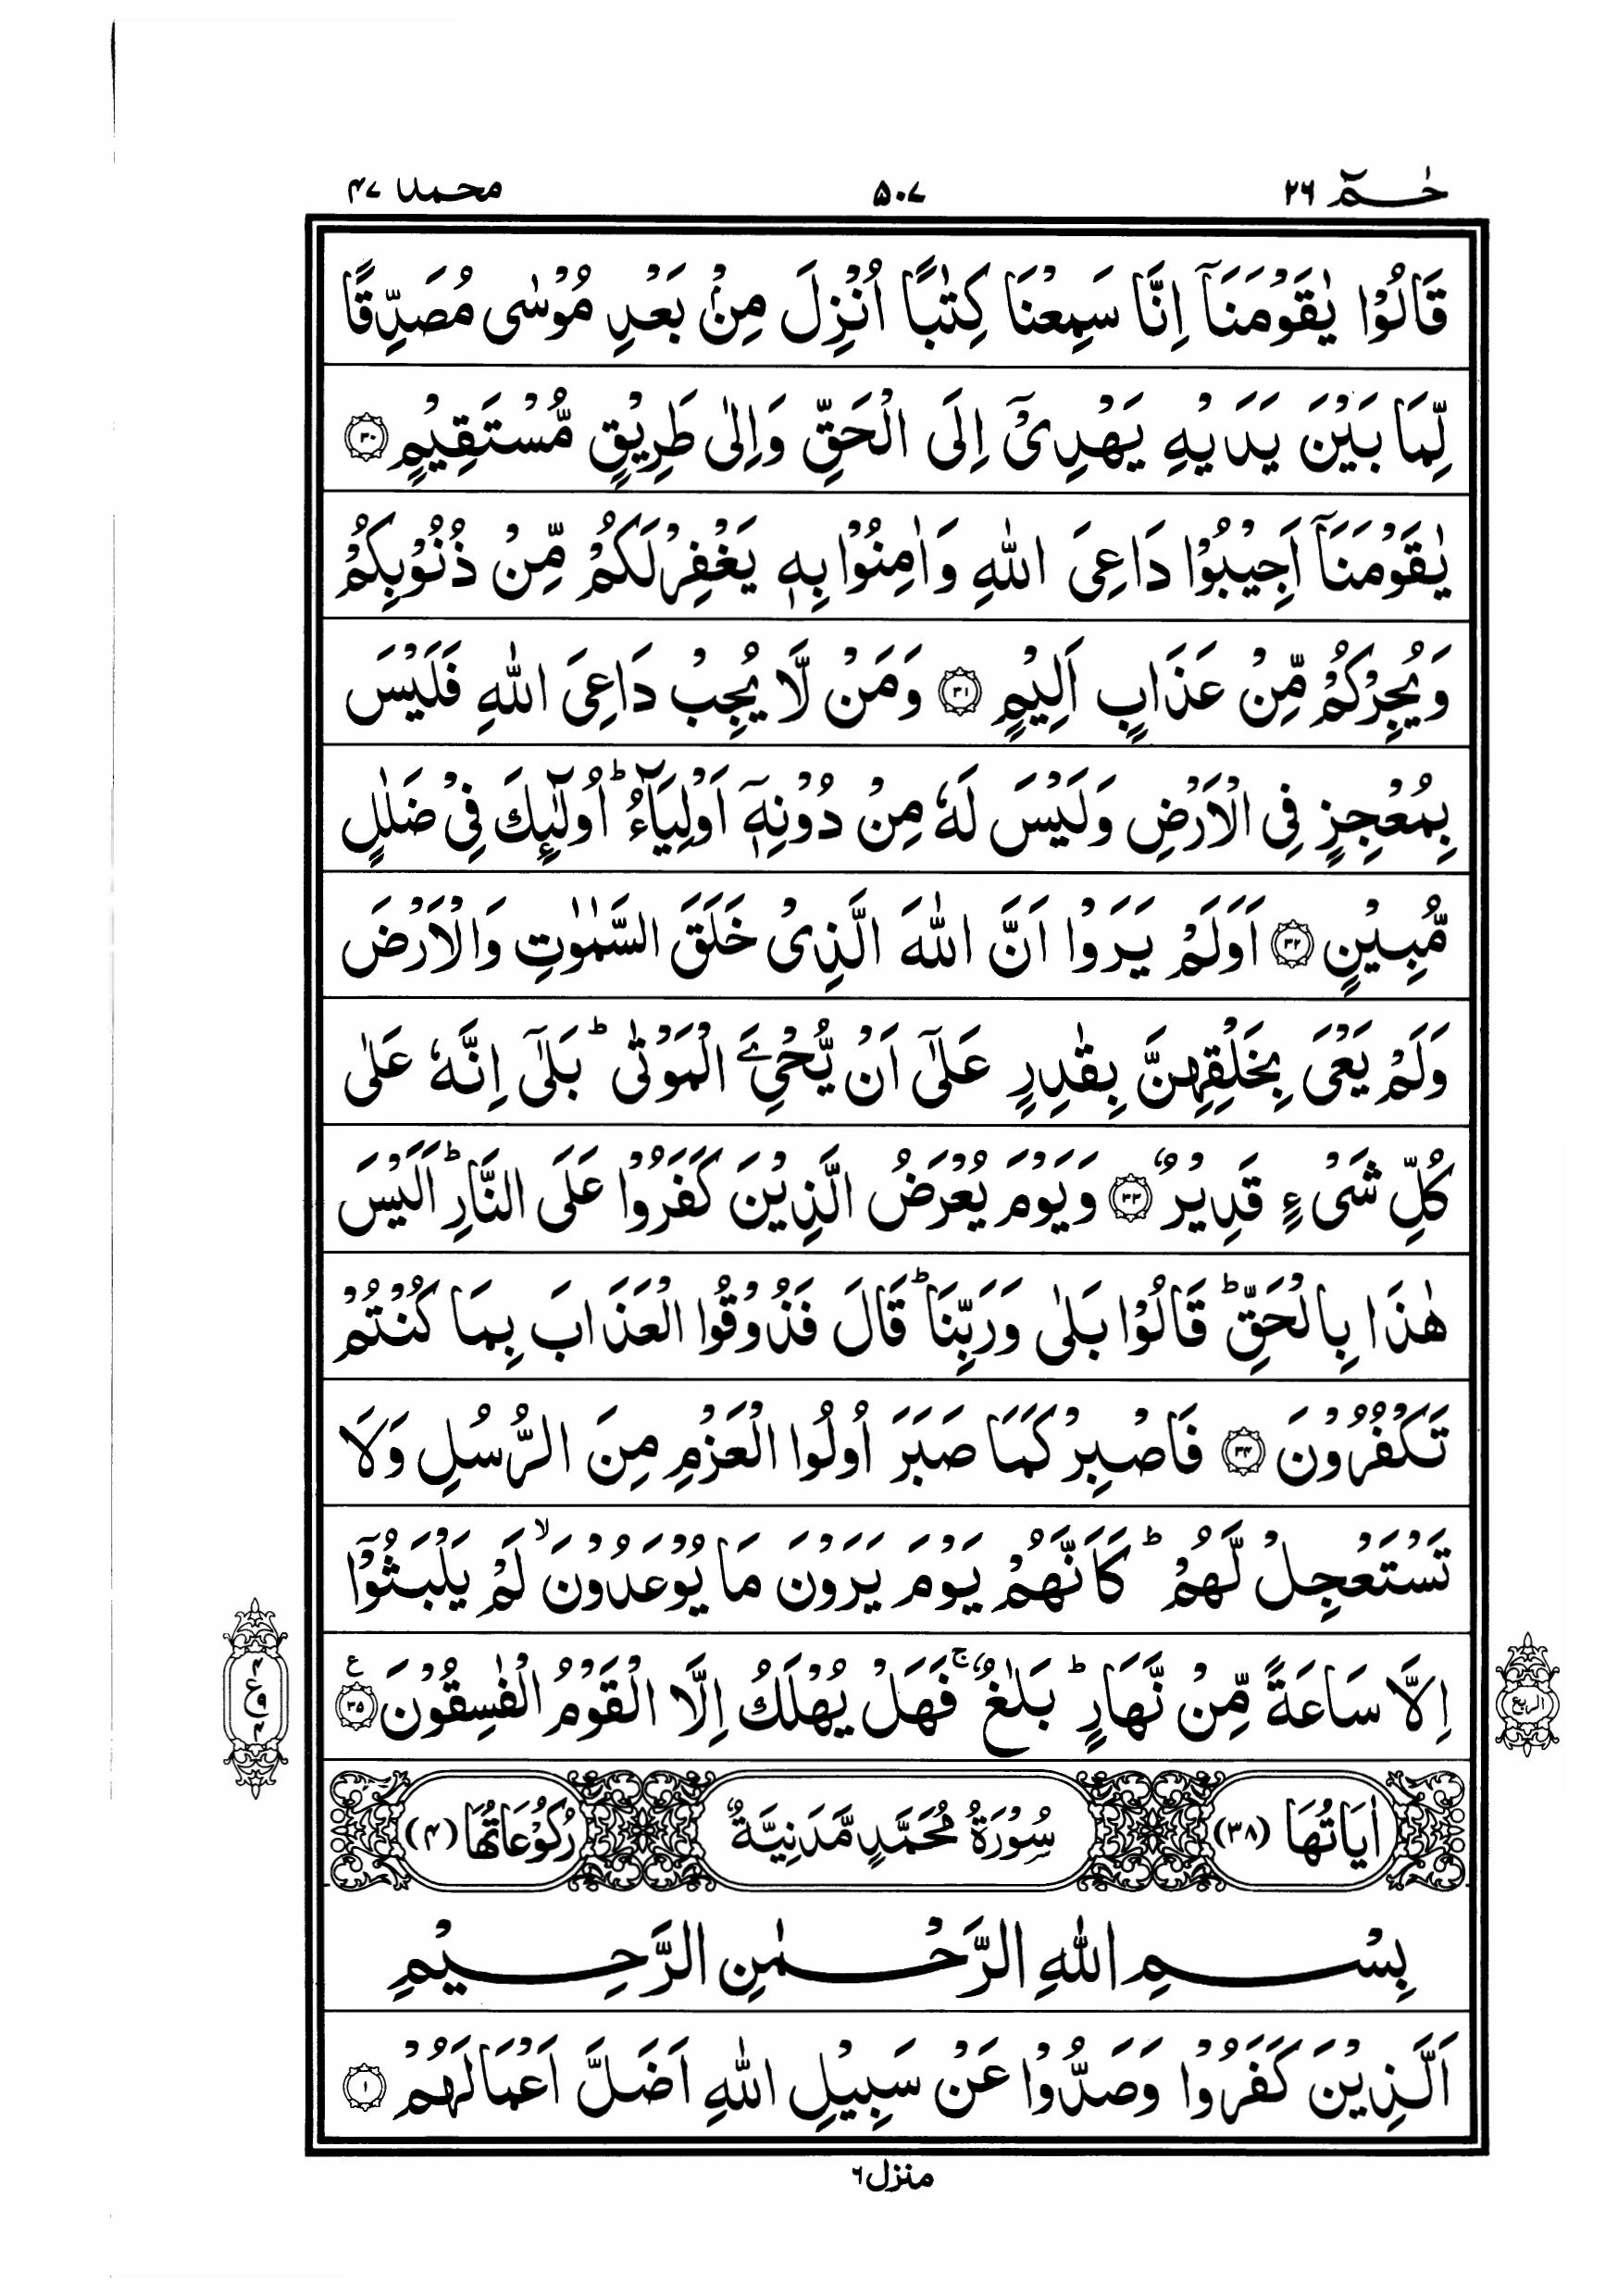 حٰمٓ ۲۶ ۵۰۷ محمد ۴۷
قَالُوۡا يٰقَوۡمَنَاۤ اِنَّا سَمِعۡنَا كِتٰبًا اُنۡزِلَ مِنۡۢ بَعۡدِ مُوۡسٰى مُصَدِّقًا
لِّمَا بَيۡنَ يَدَيۡهِ يَهۡدِىۡۤ اِلَى الۡحَقِّ وَاِلٰى طَرِيۡقٍ مُّسۡتَقِيۡمٍ ۳۰
يٰقَوۡمَنَاۤ اَجِيۡبُوۡا دَاعِىَ اللّٰهِ وَاٰمِنُوۡا بِهٖ يَغۡفِرۡ لَكُمۡ مِّنۡ ذُنُوۡبِكُمۡ
وَيُجِرۡكُمۡ مِّنۡ عَذَابٍ اَلِيۡمٍ ۳۱ وَمَنۡ لَّا يُجِبۡ دَاعِىَ اللّٰهِ فَلَيۡسَ
بِمُعۡجِزٍ فِى الۡاَرۡضِ وَلَيۡسَ لَهٗ مِنۡ دُوۡنِهٖۤ اَوۡلِيَآءُ ؕ اُولٰٓئِكَ فِىۡ ضَلٰلٍ
مُّبِيۡنٍ ۳۲ اَوَلَمۡ يَرَوۡا اَنَّ اللّٰهَ الَّذِىۡ خَلَقَ السَّمٰوٰتِ وَالۡاَرۡضَ
وَلَمۡ يَعۡىَ بِخَلۡقِهِنَّ بِقٰدِرٍ عَلٰٓى اَنۡ يُّحۡیِۦَ الۡمَوۡتٰى ؕ بَلٰٓى اِنَّهٗ عَلٰى
كُلِّ شَىۡءٍ قَدِيۡرٌ ۳۳ وَيَوۡمَ يُعۡرَضُ الَّذِيۡنَ كَفَرُوۡا عَلَى النَّارِ ؕ اَلَيۡسَ
هٰذَا بِالۡحَقِّ ؕ قَالُوۡا بَلٰى وَرَبِّنَا ؕ قَالَ فَذُوۡقُوا الۡعَذَابَ بِمَا كُنۡتُمۡ
تَكۡفُرُوۡنَ ۳۴ فَاصۡبِرۡ كَمَا صَبَرَ اُولُوا الۡعَزۡمِ مِنَ الرُّسُلِ وَلَا
تَسۡتَعۡجِلْ لَّهُمۡ ؕ كَاَنَّهُمۡ يَوۡمَ يَرَوۡنَ مَا يُوۡعَدُوۡنَ ۙ لَمۡ يَلۡبَثُوۡۤا
اِلَّا سَاعَةً مِّنۡ نَّهَارٍ ؕ بَلٰغٌ ۚ فَهَلۡ يُهۡلَكُ اِلَّا الۡقَوۡمُ الۡفٰسِقُوۡنَ ۳۵ ع
الربع
اٰيَاتُهَا (۳۸) سُوۡرَةُ مُحَمَّدٍ مَّدَنِيَّةٌ رُكُوۡعَاتُهَا (۴)
بِسۡمِ اللّٰهِ الرَّحۡمٰنِ الرَّحِيۡمِ
اَلَّذِيۡنَ كَفَرُوۡا وَصَدُّوۡا عَنۡ سَبِيۡلِ اللّٰهِ اَضَلَّ اَعۡمَالَهُمۡ ۱
منزل ۶